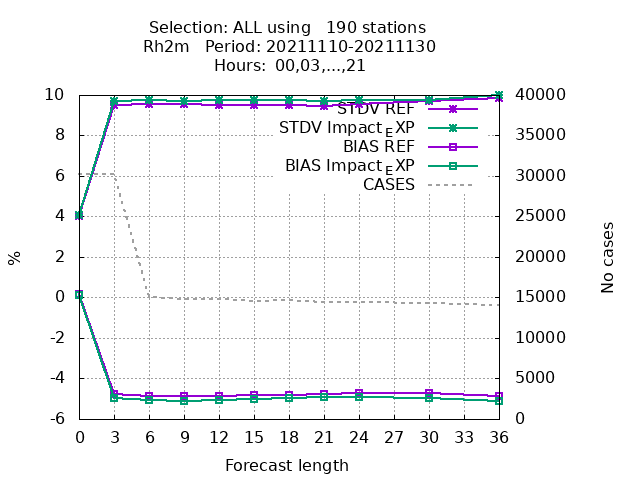 Selection: ALL using 190 stations
Rh2m Period: 20211110-20211130
Hours: 00,03,...,21
10
8
6
4
2
0
-2
-4
-6
%
STDV REF
STDV Impact_EXP
BIAS REF
BIAS Impact_EXP
CASES
40000
35000
30000
25000
20000
15000
10000
5000
0
No cases
0 3 6 9 12 15 18 21 24 27 30 33 36
Forecast length